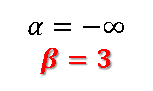 α = −∞
β = 3